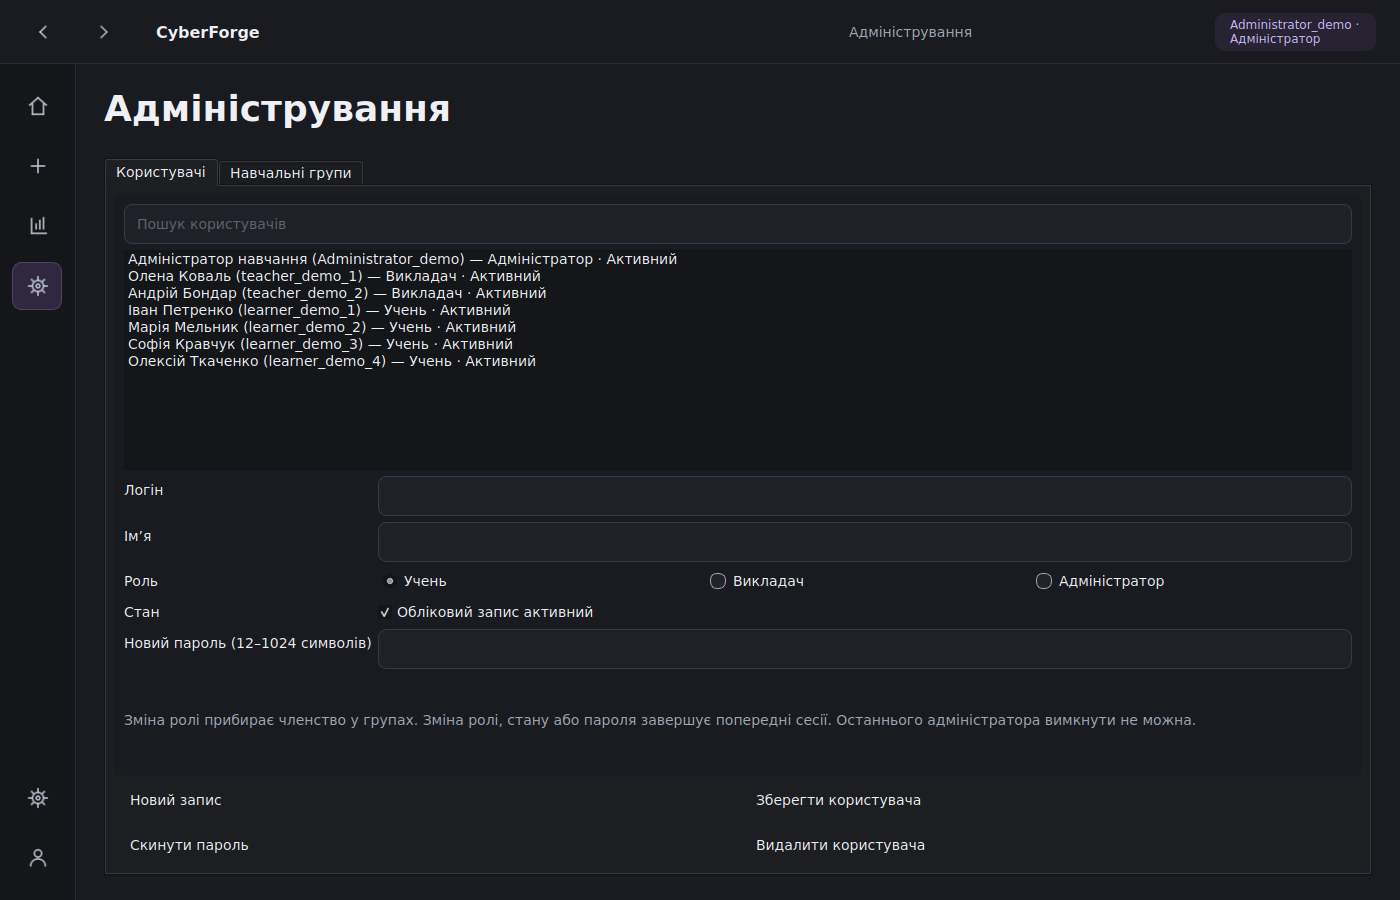 CyberForge
Адміністрування
Administrator_demo ·
Адміністратор
Адміністрування
Користувачі
Навчальні групи
Пошук користувачів
Адміністратор навчання (Administrator_demo) — Адміністратор · Активний
Олена Коваль (teacher_demo_1) — Викладач · Активний
Андрій Бондар (teacher_demo_2) — Викладач · Активний
Іван Петренко (learner_demo_1) — Учень · Активний
Марія Мельник (learner_demo_2) — Учень · Активний
Софія Кравчук (learner_demo_3) — Учень · Активний
Олексій Ткаченко (learner_demo_4) — Учень · Активний
Логін
Ім’я
Роль
Учень
Викладач
Адміністратор
Стан
Обліковий запис активний
Новий пароль (12–1024 символів)
Зміна ролі прибирає членство у групах. Зміна ролі, стану або пароля завершує попередні сесії. Останнього адміністратора вимкнути не можна.
Новий запис
Зберегти користувача
Скинути пароль
Видалити користувача